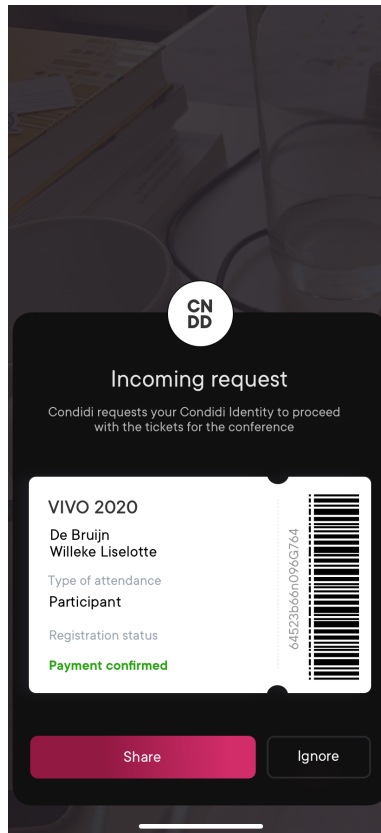 CN
DD
Incoming request
Condidi requests your Condidi Identity to proceed
with the tickets for the conference
VIVO 2020
De Bruijn
Willeke Liselotte
Type of attendance
Participant
Registration status
Payment confirmed
64523b66n096G764
Share
Ignore